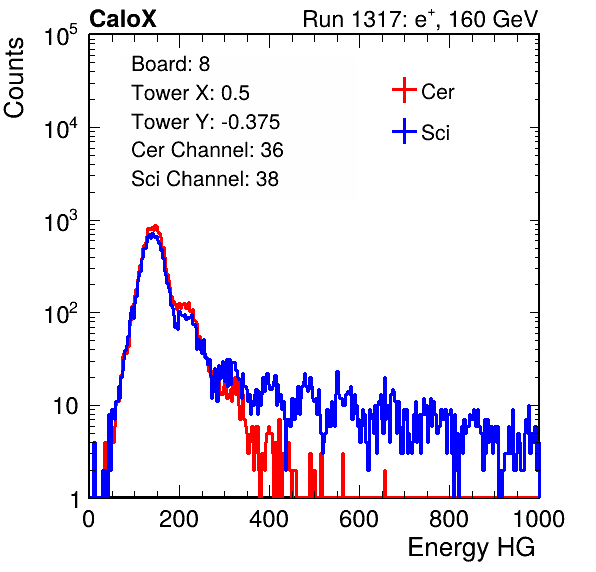 CaloX Run 1317: e⁺, 160 GeV
Counts
Board: 8
Tower X: 0.5
Tower Y: -0.375
Cer Channel: 36
Sci Channel: 38
Cer
Sci
10⁵
10⁴
10³
10²
10
1
0 200 400 600 800 1000
Energy HG